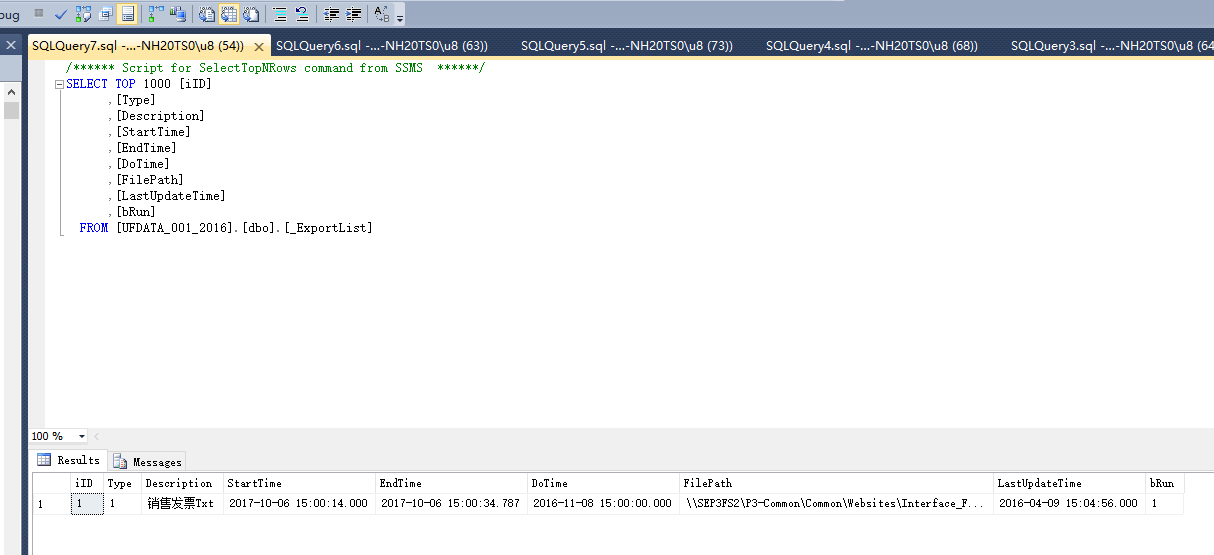 bug
SQLQuery7.sql -...-NH20TS0\u8 (54)) SQLQuery6.sql -...-NH20TS0\u8 (63)) SQLQuery5.sql -...-NH20TS0\u8 (73)) SQLQuery4.sql -...-NH20TS0\u8 (68)) SQLQuery3.sql -...-NH20TS0\u8 (64
/****** Script for SelectTopNRows command from SSMS  ******/
SELECT TOP 1000 [iID]
,[Type]
,[Description]
,[StartTime]
,[EndTime]
,[DoTime]
,[FilePath]
,[LastUpdateTime]
,[bRun]
FROM [UFDATA_001_2016].[dbo].[_ExportList]
100 %
Results Messages
iID Type Description StartTime EndTime DoTime FilePath LastUpdateTime bRun
1 1 1 销售发票Txt 2017-10-06 15:00:14.000 2017-10-06 15:00:34.787 2016-11-08 15:00:00.000 \\SEP3FS2\P3-Common\Common\Websites\Interface_F... 2016-04-09 15:04:56.000 1